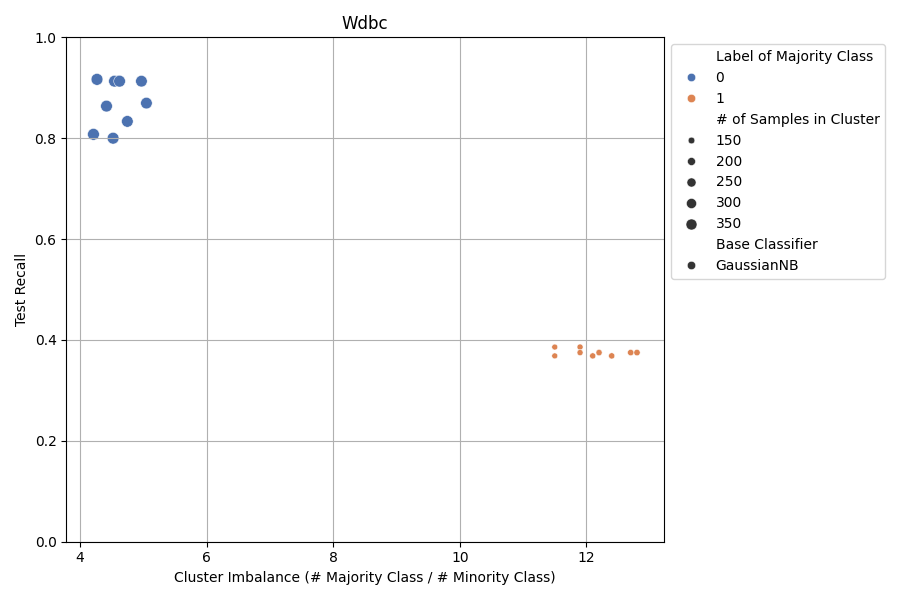 Wdbc
1.0
0.8
0.6
0.4
0.2
0.0
Test Recall
4
6
8
10
12
Cluster Imbalance (# Majority Class / # Minority Class)
Label of Majority Class
0
1
# of Samples in Cluster
150
200
250
300
350
Base Classifier
GaussianNB